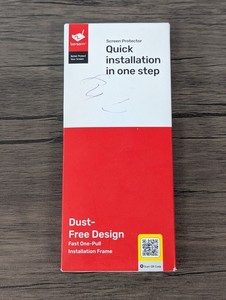 Screen Protector
Quick
installation
in one step
Dust-
Free Design
Fast One-Pull
Installation Frame